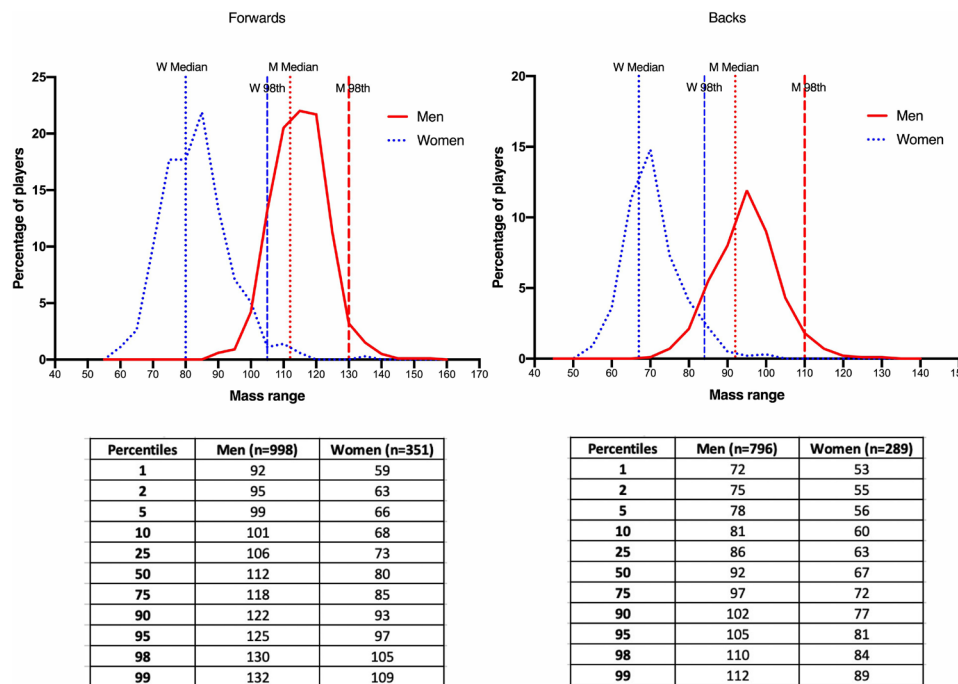 Forwards
Backs
W Median
M Median
W 98th
M 98th
Men
Women
25
20
15
10
5
0
Percentage of players
40 50 60 70 80 90 100 110 120 130 140 150 160 170
Mass range
W Median
M Median
W 98th
M 98th
Men
Women
20
15
10
5
0
Percentage of players
40 50 60 70 80 90 100 110 120 130 140
Mass range
Percentiles Men (n=998) Women (n=351)
1 92 59
2 95 63
5 99 66
10 101 68
25 106 73
50 112 80
75 118 85
90 122 93
95 125 97
98 130 105
99 132 109
Percentiles Men (n=796) Women (n=289)
1 72 53
2 75 55
5 78 56
10 81 60
25 86 63
50 92 67
75 97 72
90 102 77
95 105 81
98 110 84
99 112 89